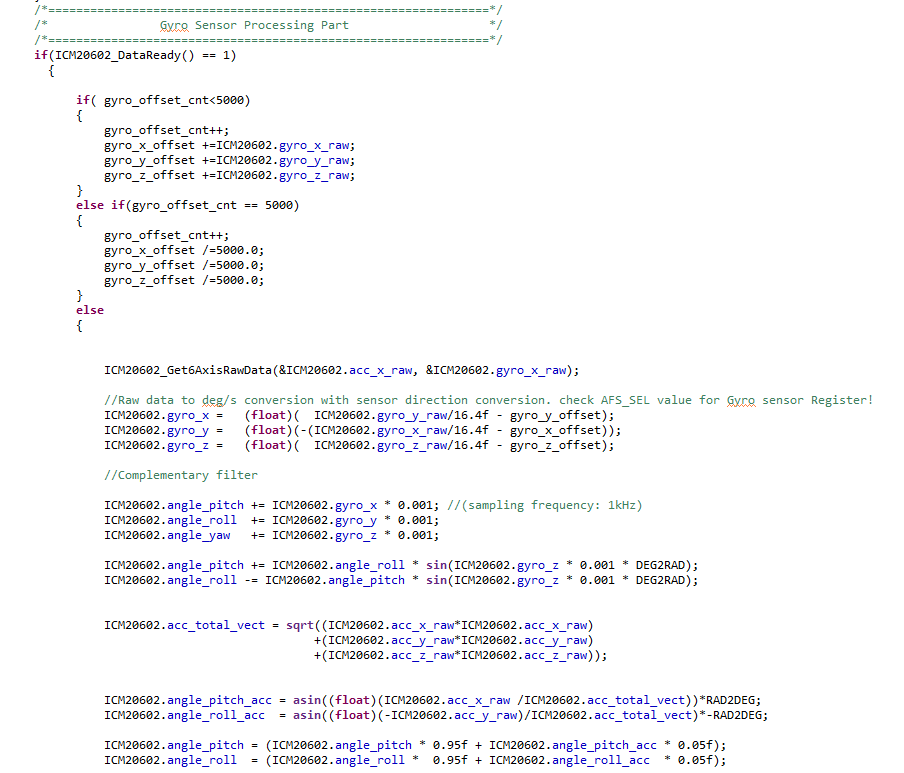 /*===============================================================*/
/*                Gyro Sensor Processing Part                    */
/*===============================================================*/
if(ICM20602_DataReady() == 1)
{
if( gyro_offset_cnt<5000)
{
gyro_offset_cnt++;
gyro_x_offset +=ICM20602.gyro_x_raw;
gyro_y_offset +=ICM20602.gyro_y_raw;
gyro_z_offset +=ICM20602.gyro_z_raw;
}
else if(gyro_offset_cnt == 5000)
{
gyro_offset_cnt++;
gyro_x_offset /=5000.0;
gyro_y_offset /=5000.0;
gyro_z_offset /=5000.0;
}
else
{
ICM20602_Get6AxisRawData(&ICM20602.acc_x_raw, &ICM20602.gyro_x_raw);
//Raw data to deg/s conversion with sensor direction conversion. check AFS_SEL value for Gyro sensor Register!
ICM20602.gyro_x =   (float)(  ICM20602.gyro_y_raw/16.4f - gyro_y_offset);
ICM20602.gyro_y =   (float)(-(ICM20602.gyro_x_raw/16.4f - gyro_x_offset));
ICM20602.gyro_z =   (float)(  ICM20602.gyro_z_raw/16.4f - gyro_z_offset);
//Complementary filter
ICM20602.angle_pitch += ICM20602.gyro_x * 0.001; //(sampling frequency: 1kHz)
ICM20602.angle_roll  += ICM20602.gyro_y * 0.001;
ICM20602.angle_yaw   += ICM20602.gyro_z * 0.001;
ICM20602.angle_pitch += ICM20602.angle_roll * sin(ICM20602.gyro_z * 0.001 * DEG2RAD);
ICM20602.angle_roll -= ICM20602.angle_pitch * sin(ICM20602.gyro_z * 0.001 * DEG2RAD);
ICM20602.acc_total_vect = sqrt((ICM20602.acc_x_raw*ICM20602.acc_x_raw)
+(ICM20602.acc_y_raw*ICM20602.acc_y_raw)
+(ICM20602.acc_z_raw*ICM20602.acc_z_raw));
ICM20602.angle_pitch_acc = asin((float)(ICM20602.acc_x_raw /ICM20602.acc_total_vect))*RAD2DEG;
ICM20602.angle_roll_acc  = asin((float)(-ICM20602.acc_y_raw)/ICM20602.acc_total_vect)*-RAD2DEG;
ICM20602.angle_pitch = (ICM20602.angle_pitch * 0.95f + ICM20602.angle_pitch_acc * 0.05f);
ICM20602.angle_roll  = (ICM20602.angle_roll *  0.95f + ICM20602.angle_roll_acc  * 0.05f);